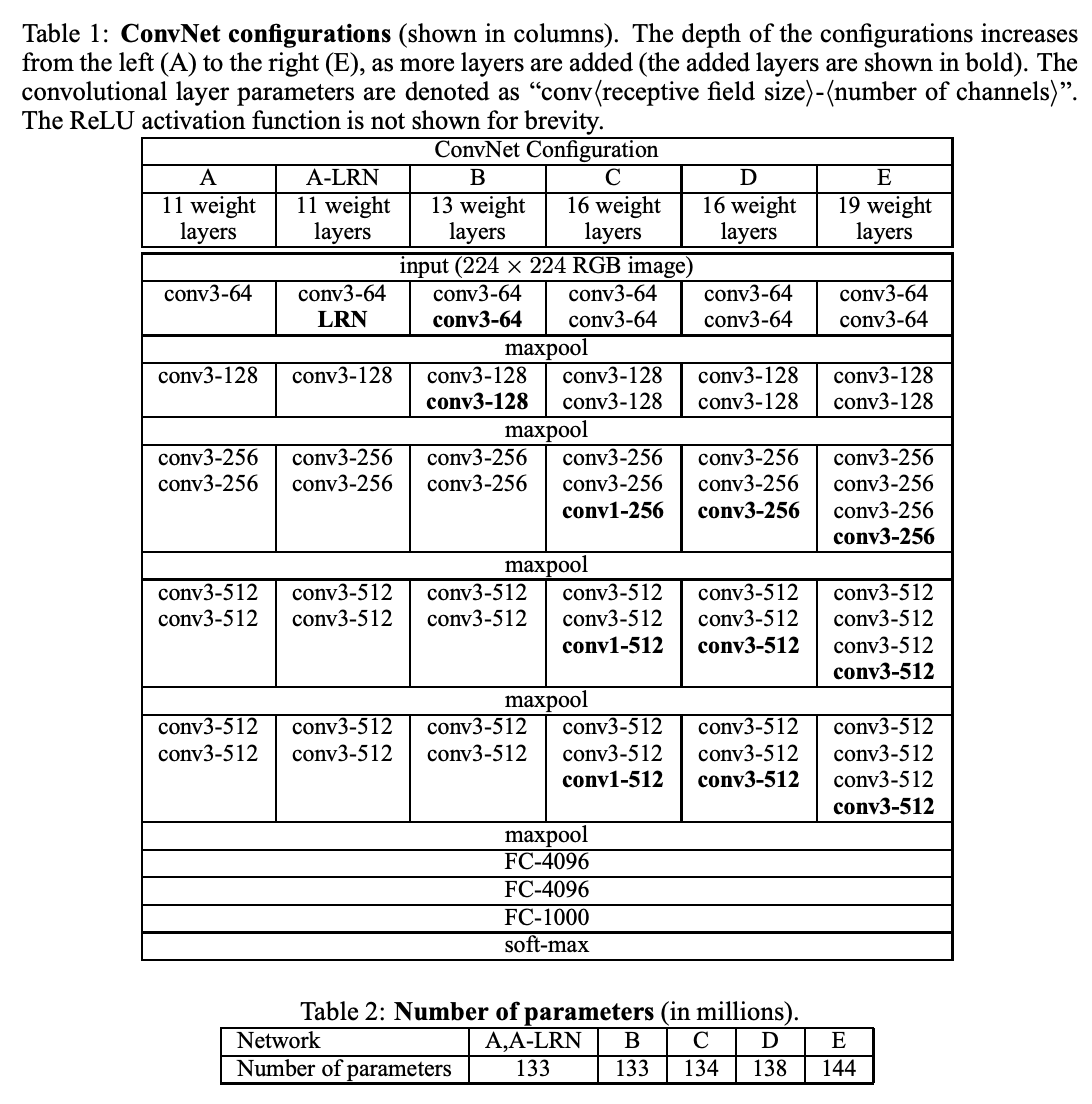 Table 1: ConvNet configurations (shown in columns). The depth of the configurations increases
from the left (A) to the right (E), as more layers are added (the added layers are shown in bold). The
convolutional layer parameters are denoted as “conv⟨receptive field size⟩-⟨number of channels⟩”.
The ReLU activation function is not shown for brevity.
ConvNet Configuration
A A-LRN B C D E
11 weight 11 weight 13 weight 16 weight 16 weight 19 weight
layers layers layers layers layers layers
input (224 × 224 RGB image)
conv3-64 conv3-64 conv3-64 conv3-64 conv3-64 conv3-64
LRN conv3-64 conv3-64 conv3-64 conv3-64
maxpool
conv3-128 conv3-128 conv3-128 conv3-128 conv3-128 conv3-128
conv3-128 conv3-128 conv3-128 conv3-128
maxpool
conv3-256 conv3-256 conv3-256 conv3-256 conv3-256 conv3-256
conv3-256 conv3-256 conv3-256 conv3-256 conv3-256 conv3-256
conv1-256 conv3-256 conv3-256
conv3-256
maxpool
conv3-512 conv3-512 conv3-512 conv3-512 conv3-512 conv3-512
conv3-512 conv3-512 conv3-512 conv3-512 conv3-512 conv3-512
conv1-512 conv3-512 conv3-512
conv3-512
maxpool
conv3-512 conv3-512 conv3-512 conv3-512 conv3-512 conv3-512
conv3-512 conv3-512 conv3-512 conv3-512 conv3-512 conv3-512
conv1-512 conv3-512 conv3-512
conv3-512
maxpool
FC-4096
FC-4096
FC-1000
soft-max
Table 2: Number of parameters (in millions).
Network A,A-LRN B C D E
Number of parameters 133 133 134 138 144